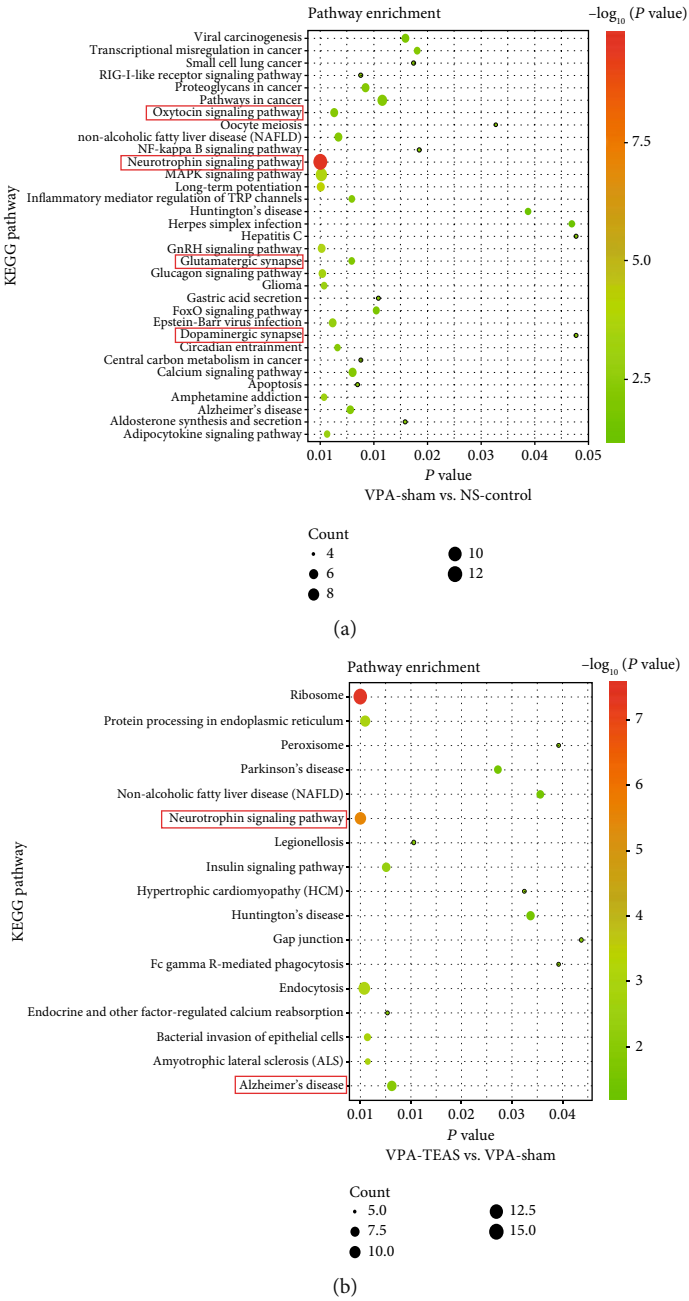 Pathway enrichment
−log₁₀ (P value)
KEGG pathway
Viral carcinogenesis
Transcriptional misregulation in cancer
Small cell lung cancer
RIG-I-like receptor signaling pathway
Proteoglycans in cancer
Pathways in cancer
Oxytocin signaling pathway
Oocyte meiosis
non-alcoholic fatty liver disease (NAFLD)
NF-kappa B signaling pathway
Neurotrophin signaling pathway
MAPK signaling pathway
Long-term potentiation
Inflammatory mediator regulation of TRP channels
Huntington's disease
Herpes simplex infection
Hepatitis C
GnRH signaling pathway
Glutamatergic synapse
Glucagon signaling pathway
Glioma
Gastric acid secretion
FoxO signaling pathway
Epstein-Barr virus infection
Dopaminergic synapse
Circadian entrainment
Central carbon metabolism in cancer
Calcium signaling pathway
Apoptosis
Amphetamine addiction
Alzheimer's disease
Aldosterone synthesis and secretion
Adipocytokine signaling pathway
7.5
5.0
2.5
0.01 0.01 0.02 0.03 0.04 0.05
P value
VPA-sham vs. NS-control
Count
4 10
6 12
8
(a)
Pathway enrichment
−log₁₀ (P value)
KEGG pathway
Ribosome
Protein processing in endoplasmic reticulum
Peroxisome
Parkinson's disease
Non-alcoholic fatty liver disease (NAFLD)
Neurotrophin signaling pathway
Legionellosis
Insulin signaling pathway
Hypertrophic cardiomyopathy (HCM)
Huntington's disease
Gap junction
Fc gamma R-mediated phagocytosis
Endocytosis
Endocrine and other factor-regulated calcium reabsorption
Bacterial invasion of epithelial cells
Amyotrophic lateral sclerosis (ALS)
Alzheimer's disease
7
6
5
4
3
2
0.01 0.01 0.02 0.03 0.04
P value
VPA-TEAS vs. VPA-sham
Count
5.0 12.5
7.5 15.0
10.0
(b)